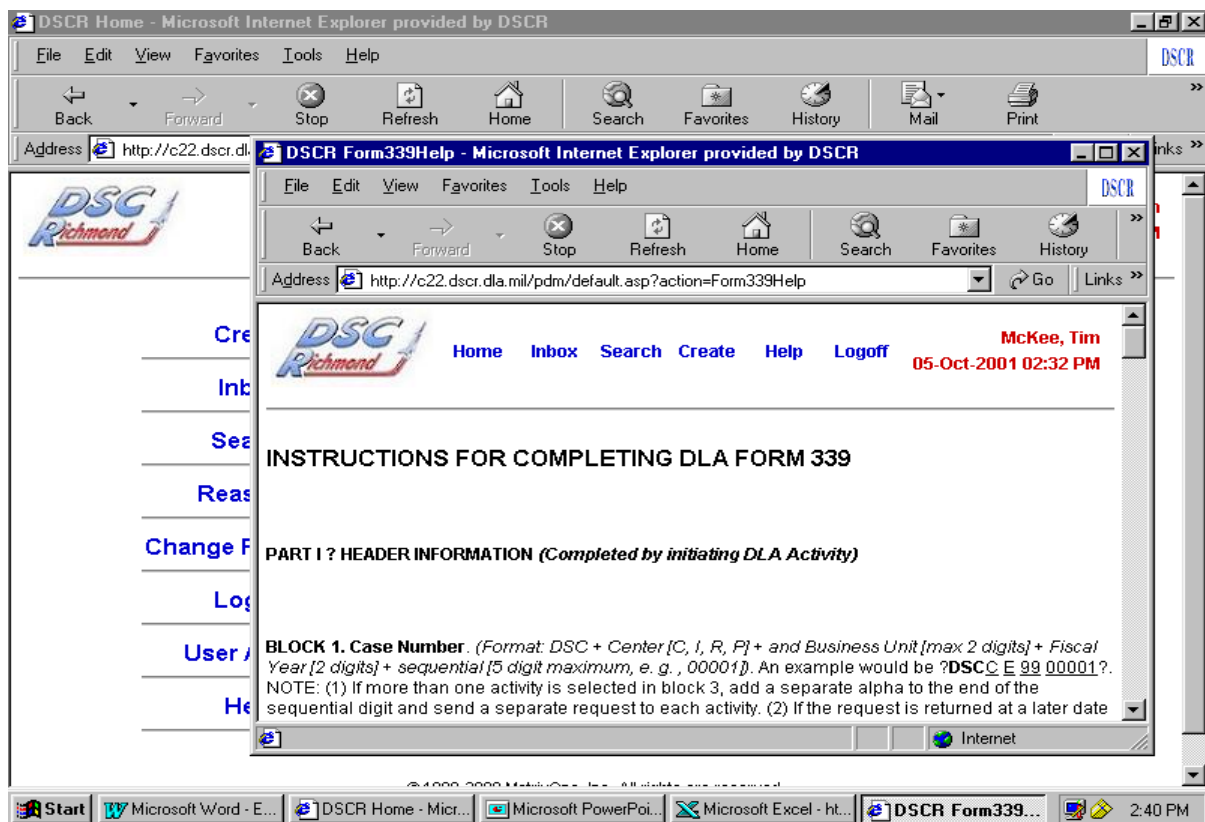 DSCR Home - Microsoft Internet Explorer provided by DSCR
File Edit View Favorites Tools Help
DSCR
Back Forward Stop Refresh Home Search Favorites History Mail Print »
Address http://c22.dscr.dl
inks »
DSC
Richmond
Cre
Inb
Sea
Reas
Change F
Log
User A
He
DSCR Form339Help - Microsoft Internet Explorer provided by DSCR
File Edit View Favorites Tools Help
DSCR
Back Forward Stop Refresh Home Search Favorites History »
Address http://c22.dscr.dla.mil/pdm/default.asp?action=Form339Help Go Links »
DSC
Richmond
Home Inbox Search Create Help Logoff
McKee, Tim
05-Oct-2001 02:32 PM
INSTRUCTIONS FOR COMPLETING DLA FORM 339
PART I ? HEADER INFORMATION (Completed by initiating DLA Activity)
BLOCK 1. Case Number. (Format: DSC + Center [C, I, R, P] + and Business Unit [max 2 digits] + Fiscal
Year [2 digits] + sequential [5 digit maximum, e. g. , 00001]). An example would be ?DSCC E 99 00001?.
NOTE: (1) If more than one activity is selected in block 3, add a separate alpha to the end of the
sequential digit and send a separate request to each activity. (2) If the request is returned at a later date
Internet
Start Microsoft Word - E... DSCR Home - Micr... Microsoft PowerPoi... Microsoft Excel - ht... DSCR Form339... 2:40 PM